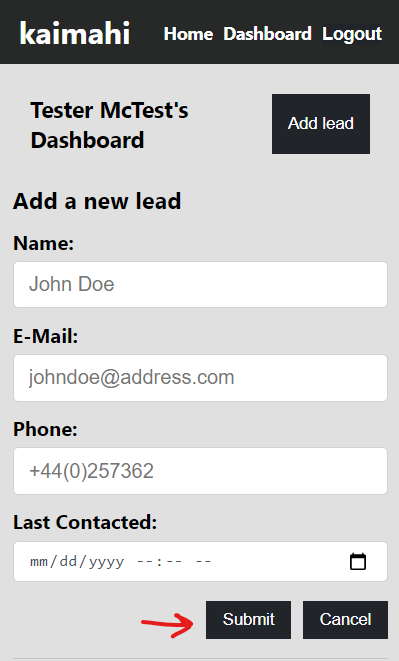 kaimahi Home Dashboard Logout
Tester McTest's
Dashboard
Add lead
Add a new lead
Name:
John Doe
E-Mail:
johndoe@address.com
Phone:
+44(0)257362
Last Contacted:
mm/dd/yyyy --:-- --
Submit Cancel